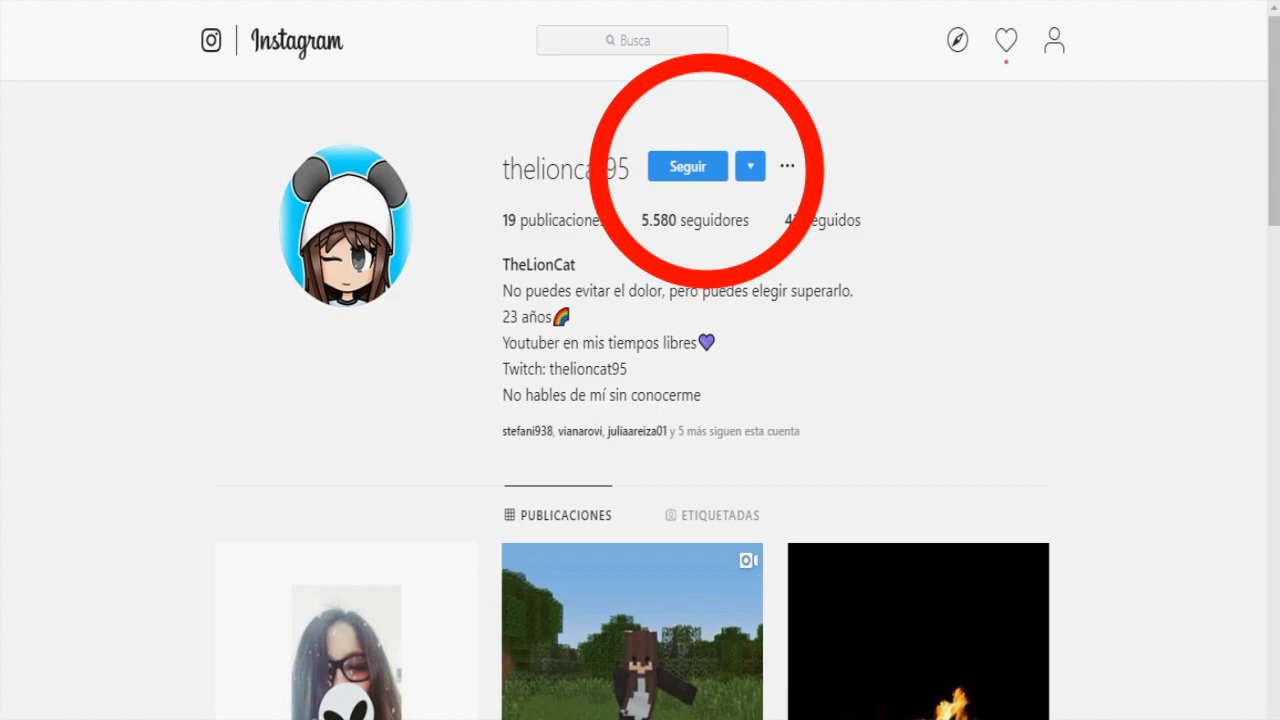 Instagram
Busca
thelioncat95
Seguir
19 publicaciones 5.580 seguidores seguidos
TheLionCat
No puedes evitar el dolor, pero puedes elegir superarlo.
23 años🌈
Youtuber en mis tiempos libres💜
Twitch: thelioncat95
No hables de mí sin conocerme
stefani938, vianarovi, juliaareiza01 y 5 más siguen esta cuenta
PUBLICACIONES
ETIQUETADAS